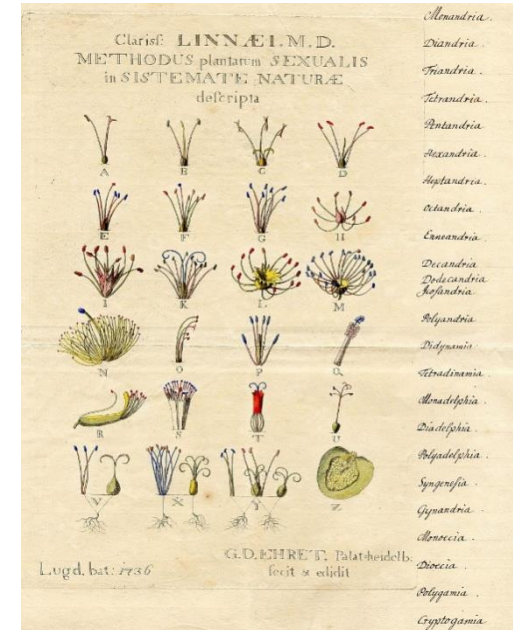 Clarisſ: LINNÆI. M. D.
METHODUS plantarum SEXUALIS
in SISTEMATE NATURÆ
deſcripta
A B C D
E F G H
I K L M
N O P Q
R S T U
V X Y Z
Lugd. bat: 1736
G.D. EHRET. Palat-heidelb:
fecit & edidit
Monandria.
Diandria.
Triandria.
Tetrandria.
Pentandria.
Hexandria.
Heptandria.
Octandria.
Enneandria.
Decandria
Dodecandria
Icosandria.
Polyandria.
Didynamia.
Tetradinamia.
Monadelphia.
Diadelphia.
Polyadelphia.
Syngenesia.
Gynandria.
Monoecia.
Dioecia.
Polygamia.
Cryptogamia